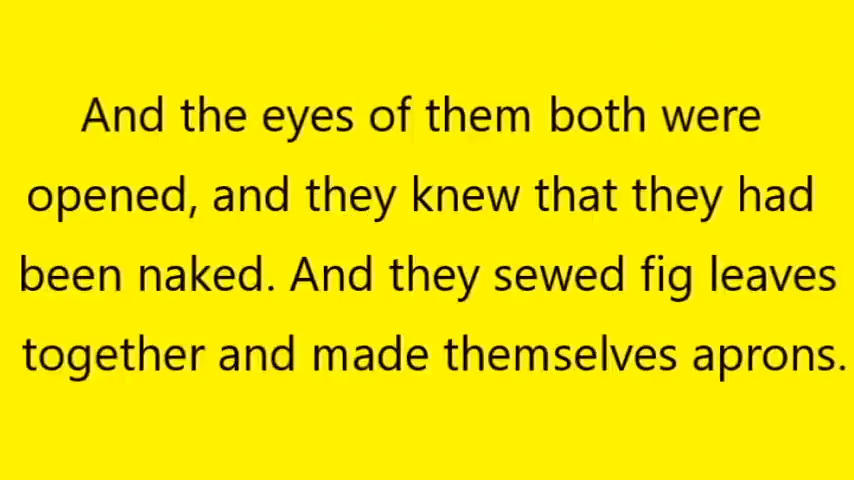 And the eyes of them both were
opened, and they knew that they had
been naked. And they sewed fig leaves
together and made themselves aprons.